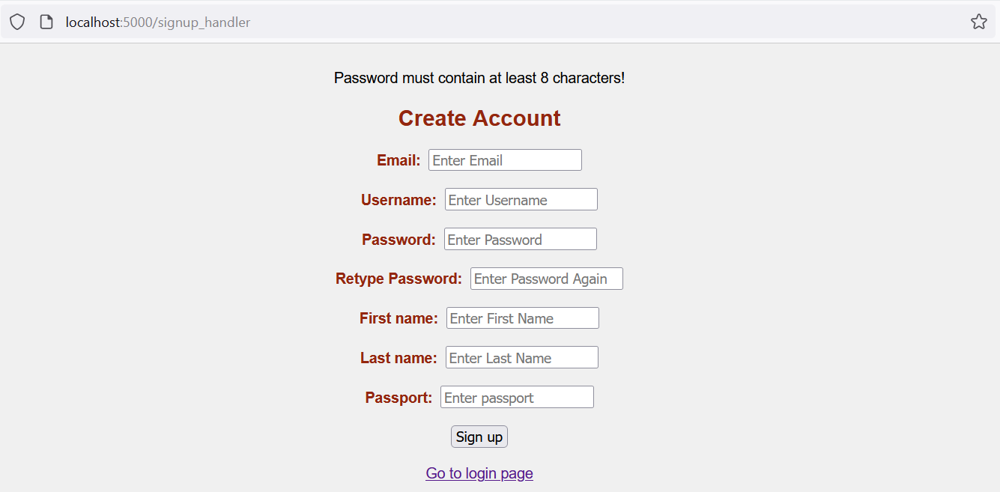 localhost:5000/signup_handler
Password must contain at least 8 characters!
Create Account
Email: Enter Email
Username: Enter Username
Password: Enter Password
Retype Password: Enter Password Again
First name: Enter First Name
Last name: Enter Last Name
Passport: Enter passport
Sign up
Go to login page